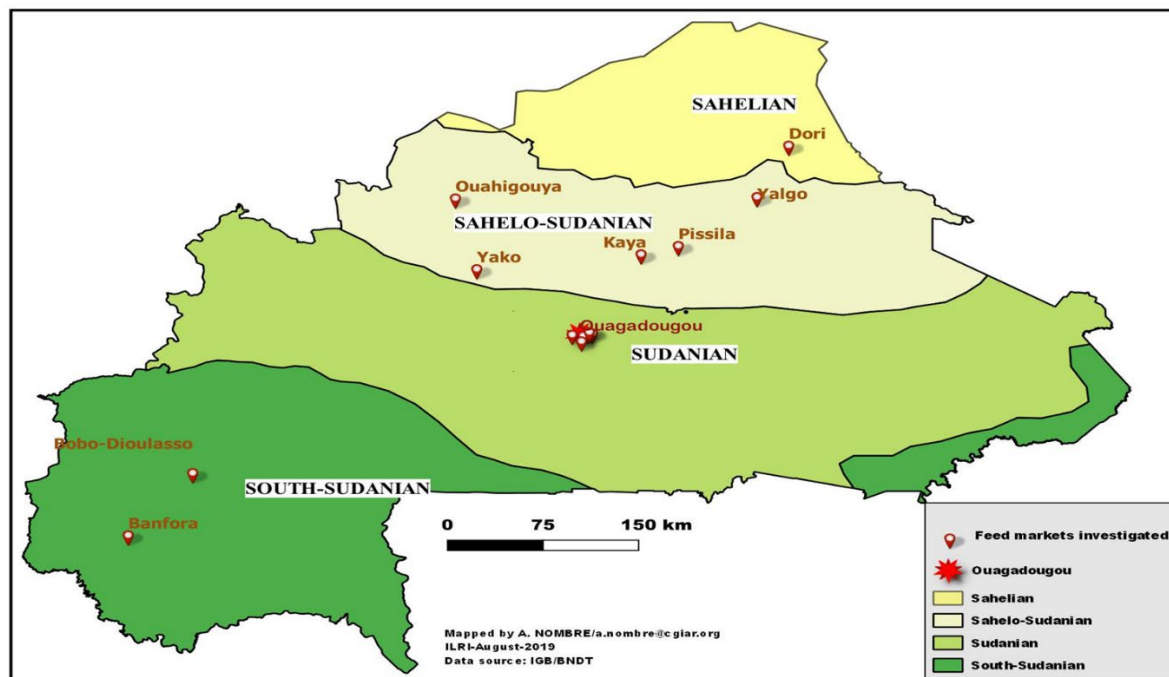 SAHELIAN
Dori
Ouahigouya
Yalgo
SAHELO-SUDANIAN
Kaya
Pissila
Yako
Ouagadougou
SUDANIAN
Bobo-Dioulasso
SOUTH-SUDANIAN
Banfora
0 75 150 km
Feed markets investigated
Ouagadougou
Sahelian
Sahelo-Sudanian
Sudanian
South-Sudanian
Mapped by A. NOMBRE/a.nombre@cgiar.org
ILRI-August-2019
Data source: IGB/BNDT